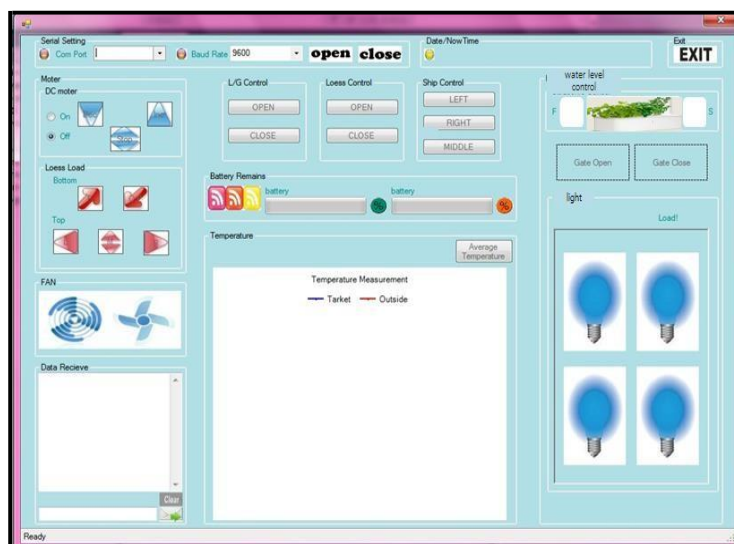 Serial Setting
Com Port
Baud Rate 9600
open close
Date/NowTime
Exit
EXIT
Moter
DC moter
On
Off
Stop
L/G Control
OPEN
CLOSE
Loess Control
OPEN
CLOSE
Ship Control
LEFT
RIGHT
MIDDLE
water level
control
F
S
Gate Open
Gate Close
Loess Load
Bottom
Top
Battery Remains
battery
%
battery
%
light
Load!
Temperature
Average
Temperature
Temperature Measurement
Tarket
Outside
FAN
Data Recieve
Clear
Ready